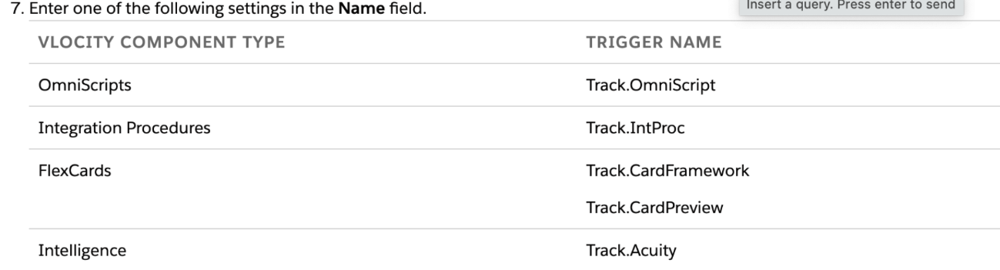 7. Enter one of the following settings in the Name field.
Insert a query. Press enter to send
VLOCITY COMPONENT TYPE TRIGGER NAME
OmniScripts Track.OmniScript
Integration Procedures Track.IntProc
FlexCards Track.CardFramework
Track.CardPreview
Intelligence Track.Acuity